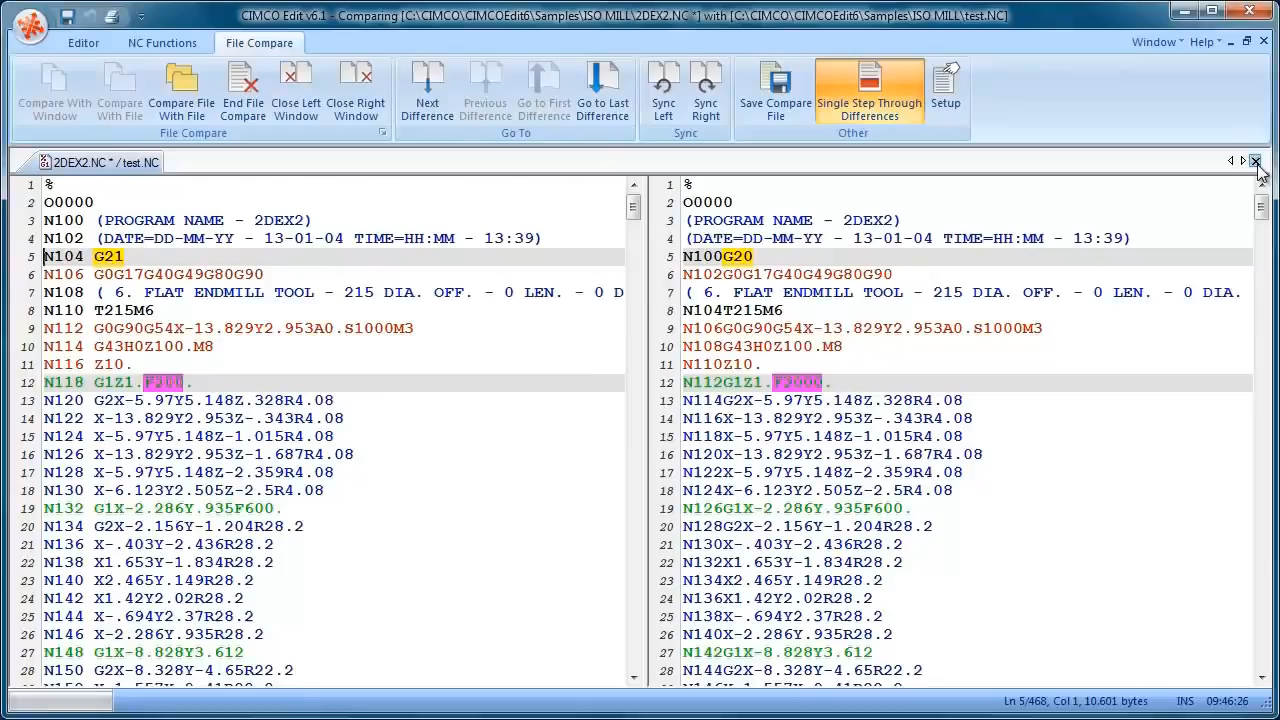 CIMCO Edit v6.1 - Comparing [C:\CIMCO\CIMCOEdit6\Samples\ISO MILL\2DEX2.NC *] with [C:\CIMCO\CIMCOEdit6\Samples\ISO MILL\test.NC]
Editor NC Functions File Compare Window Help
Compare With Window
Compare With File
Compare File With File
End File Compare
Close Left Window
Close Right Window
File Compare
Next Difference
Previous Difference
Go to First Difference
Go to Last Difference
Go To
Sync Left
Sync Right
Sync
Save Compare File
Single Step Through Differences
Setup
Other
2DEX2.NC * / test.NC
1 %
2 O0000
3 N100 (PROGRAM NAME - 2DEX2)
4 N102 (DATE=DD-MM-YY - 13-01-04 TIME=HH:MM - 13:39)
5 N104 G21
6 N106 G0G17G40G49G80G90
7 N108 ( 6. FLAT ENDMILL TOOL - 215 DIA. OFF. - 0 LEN. - 0 D
8 N110 T215M6
9 N112 G0G90G54X-13.829Y2.953A0.S1000M3
10 N114 G43H0Z100.M8
11 N116 Z10.
12 N118 G1Z1.F300.
13 N120 G2X-5.97Y5.148Z.328R4.08
14 N122 X-13.829Y2.953Z-.343R4.08
15 N124 X-5.97Y5.148Z-1.015R4.08
16 N126 X-13.829Y2.953Z-1.687R4.08
17 N128 X-5.97Y5.148Z-2.359R4.08
18 N130 X-6.123Y2.505Z-2.5R4.08
19 N132 G1X-2.286Y.935F600.
20 N134 G2X-2.156Y-1.204R28.2
21 N136 X-.403Y-2.436R28.2
22 N138 X1.653Y-1.834R28.2
23 N140 X2.465Y.149R28.2
24 N142 X1.42Y2.02R28.2
25 N144 X-.694Y2.37R28.2
26 N146 X-2.286Y.935R28.2
27 N148 G1X-8.828Y3.612
28 N150 G2X-8.328Y-4.65R22.2
1 %
2 O0000
3 (PROGRAM NAME - 2DEX2)
4 (DATE=DD-MM-YY - 13-01-04 TIME=HH:MM - 13:39)
5 N100G20
6 N102G0G17G40G49G80G90
7 ( 6. FLAT ENDMILL TOOL - 215 DIA. OFF. - 0 LEN. - 0 DIA.
8 N104T215M6
9 N106G0G90G54X-13.829Y2.953A0.S1000M3
10 N108G43H0Z100.M8
11 N110Z10.
12 N112G1Z1.F3000.
13 N114G2X-5.97Y5.148Z.328R4.08
14 N116X-13.829Y2.953Z-.343R4.08
15 N118X-5.97Y5.148Z-1.015R4.08
16 N120X-13.829Y2.953Z-1.687R4.08
17 N122X-5.97Y5.148Z-2.359R4.08
18 N124X-6.123Y2.505Z-2.5R4.08
19 N126G1X-2.286Y.935F600.
20 N128G2X-2.156Y-1.204R28.2
21 N130X-.403Y-2.436R28.2
22 N132X1.653Y-1.834R28.2
23 N134X2.465Y.149R28.2
24 N136X1.42Y2.02R28.2
25 N138X-.694Y2.37R28.2
26 N140X-2.286Y.935R28.2
27 N142G1X-8.828Y3.612
28 N144G2X-8.328Y-4.65R22.2
Ln 5/468, Col 1, 10.601 bytes INS 09:46:26